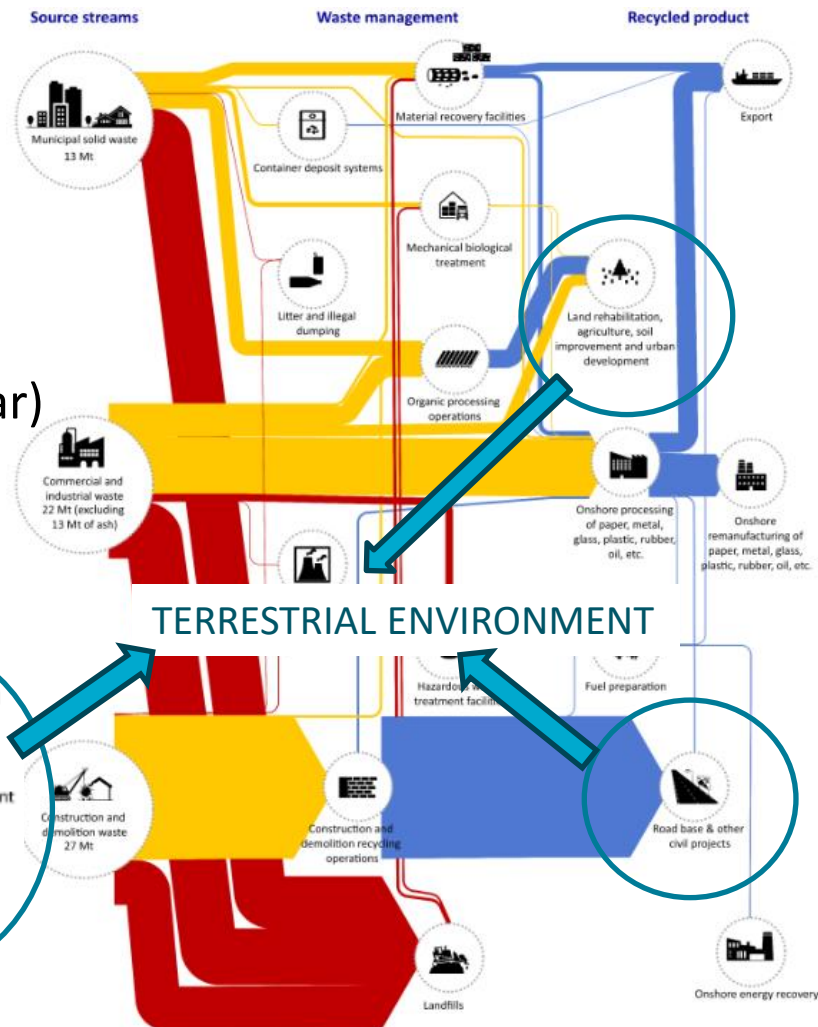 Source streams
Waste management
Recycled product
Municipal solid waste
13 Mt
Container deposit systems
Material recovery facilities
Export
Mechanical biological
treatment
Litter and illegal
dumping
Land rehabilitation,
agriculture, soil
improvement and urban
development
Organic processing
operations
ar)
Commercial and
industrial waste
22 Mt (excluding
13 Mt of ash)
Onshore processing
of paper, metal,
glass, plastic, rubber,
oil, etc.
Onshore
remanufacturing of
paper, metal, glass,
plastic, rubber, oil, etc.
TERRESTRIAL ENVIRONMENT
Hazardous w
treatment facilit
Fuel preparation
nt
Construction and
demolition waste
27 Mt
Construction and
demolition recycling
operations
Road base & other
civil projects
Landfills
Onshore energy recovery